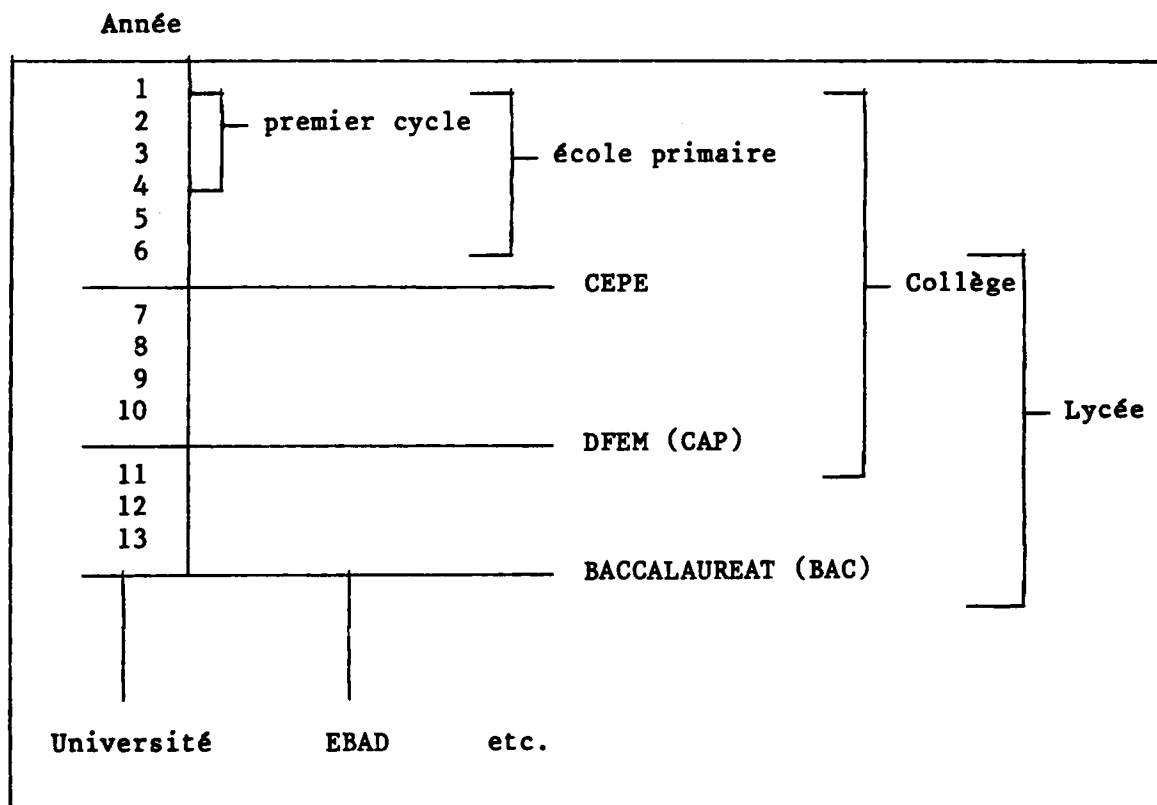 Année
1
2 premier cycle
3 école primaire
4
5
6
CEPE Collège
7
8
9
10 Lycée
DFEM (CAP)
11
12
13
BACCALAUREAT (BAC)
Université EBAD etc.